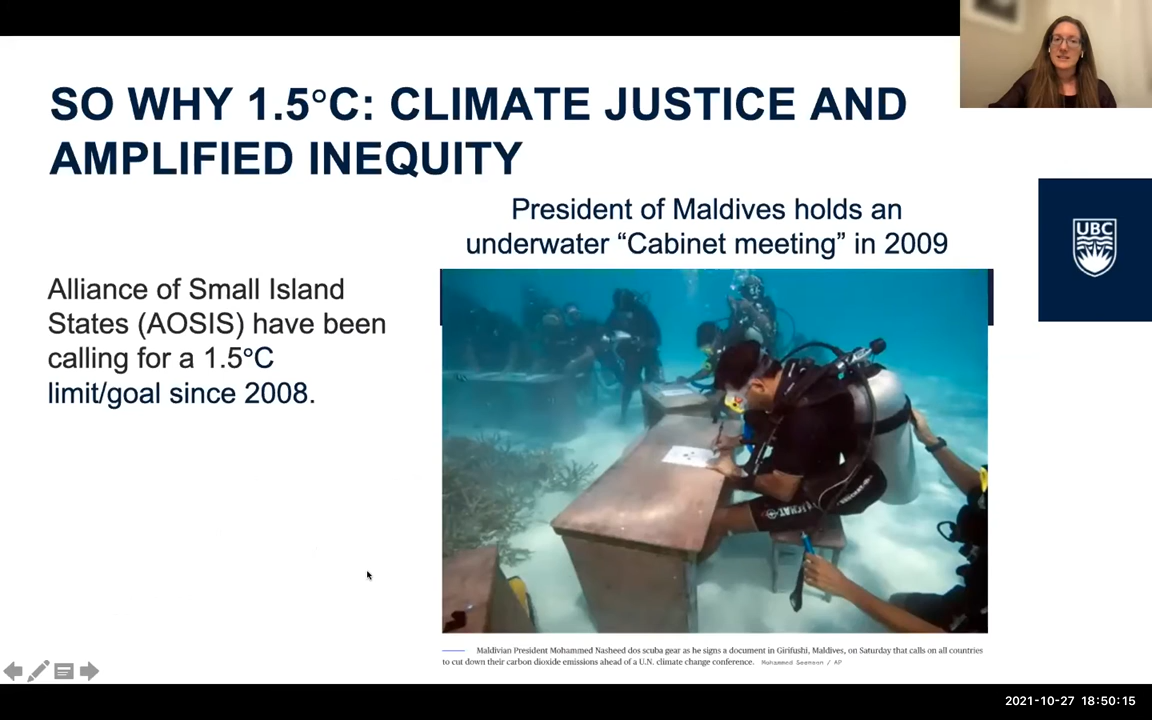 SO WHY 1.5°C: CLIMATE JUSTICE AND
AMPLIFIED INEQUITY
President of Maldives holds an
underwater “Cabinet meeting” in 2009
UBC
Alliance of Small Island
States (AOSIS) have been
calling for a 1.5°C
limit/goal since 2008.
Maldivian President Mohammed Nasheed dos scuba gear as he signs a document in Girifushi, Maldives, on Saturday that calls on all countries
to cut down their carbon dioxide emissions ahead of a U.N. climate change conference. Mohammed Seeneen / AP
2021-10-27 18:50:15